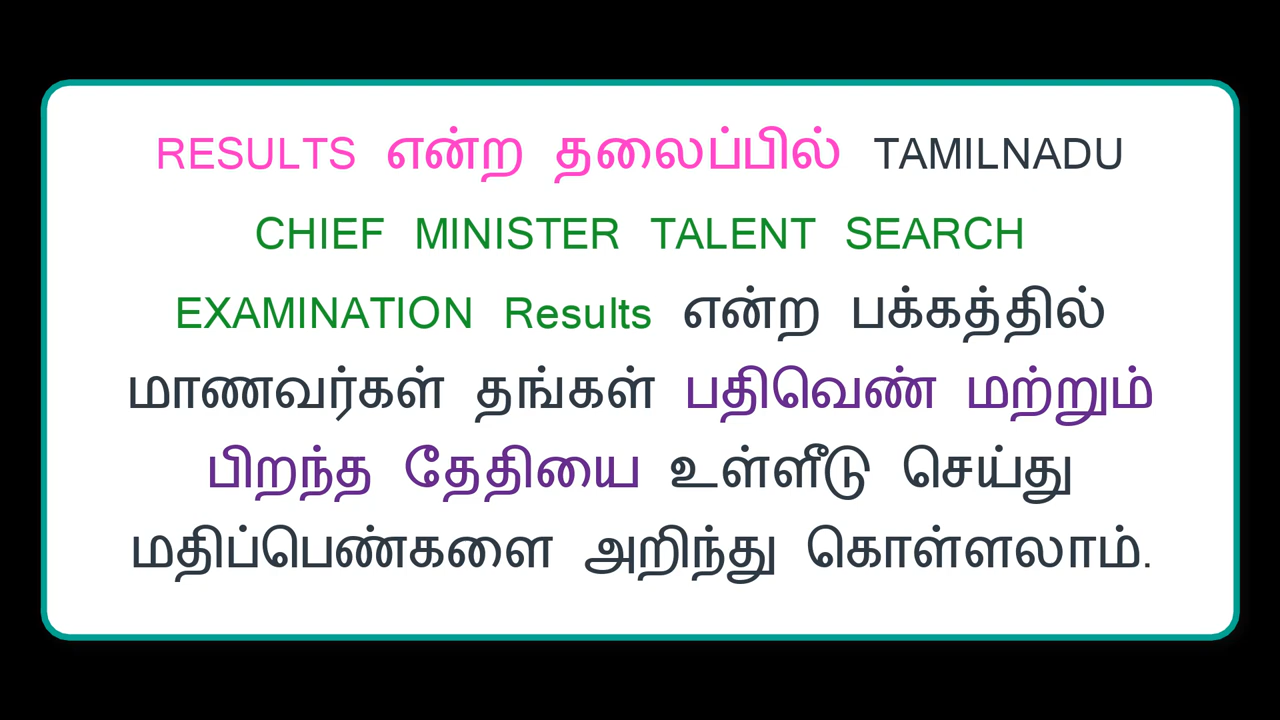 RESULTS என்ற தலைப்பில் TAMILNADU
CHIEF MINISTER TALENT SEARCH
EXAMINATION Results என்ற பக்கத்தில்
மாணவர்கள் தங்கள் பதிவெண் மற்றும்
பிறந்த தேதியை உள்ளீடு செய்து
மதிப்பெண்களை அறிந்து கொள்ளலாம்.